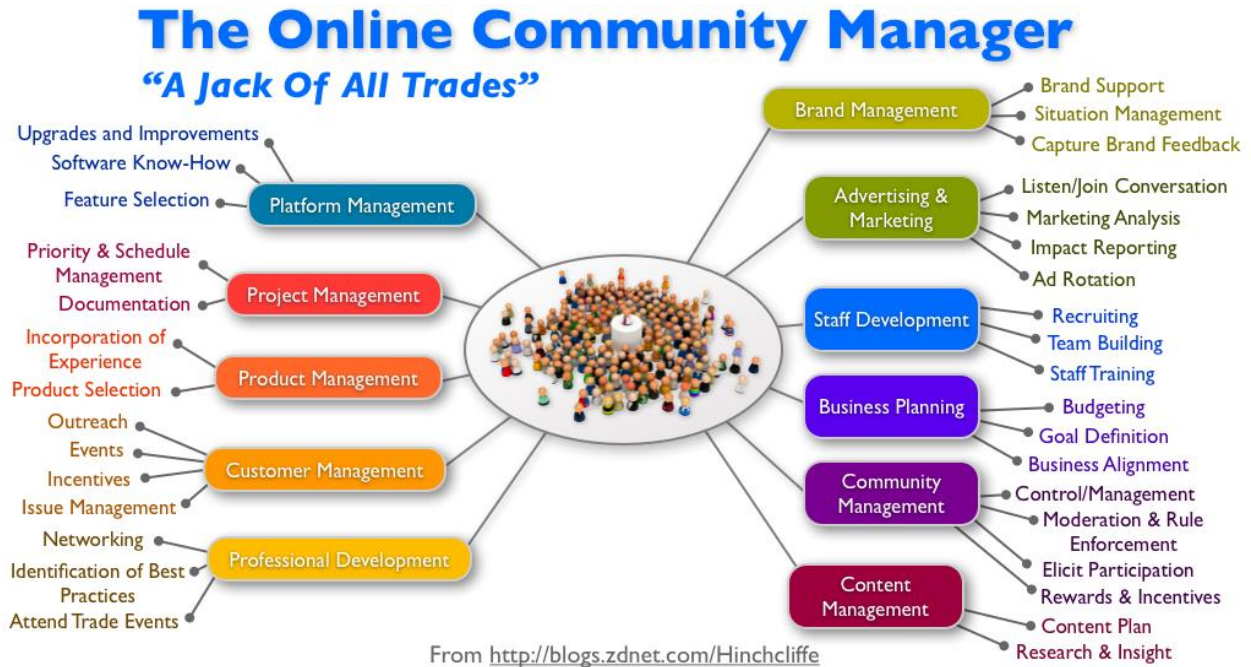 The Online Community Manager
“A Jack Of All Trades”
Upgrades and Improvements
Software Know-How
Feature Selection
Platform Management
Priority & Schedule
Management
Documentation
Project Management
Incorporation of
Experience
Product Selection
Product Management
Outreach
Events
Incentives
Issue Management
Customer Management
Networking
Identification of Best
Practices
Attend Trade Events
Professional Development
Brand Management
Brand Support
Situation Management
Capture Brand Feedback
Advertising &
Marketing
Listen/Join Conversation
Marketing Analysis
Impact Reporting
Ad Rotation
Staff Development
Recruiting
Team Building
Staff Training
Business Planning
Budgeting
Goal Definition
Business Alignment
Community
Management
Control/Management
Moderation & Rule
Enforcement
Elicit Participation
Rewards & Incentives
Content
Management
Content Plan
Research & Insight
From http://blogs.zdnet.com/Hinchcliffe